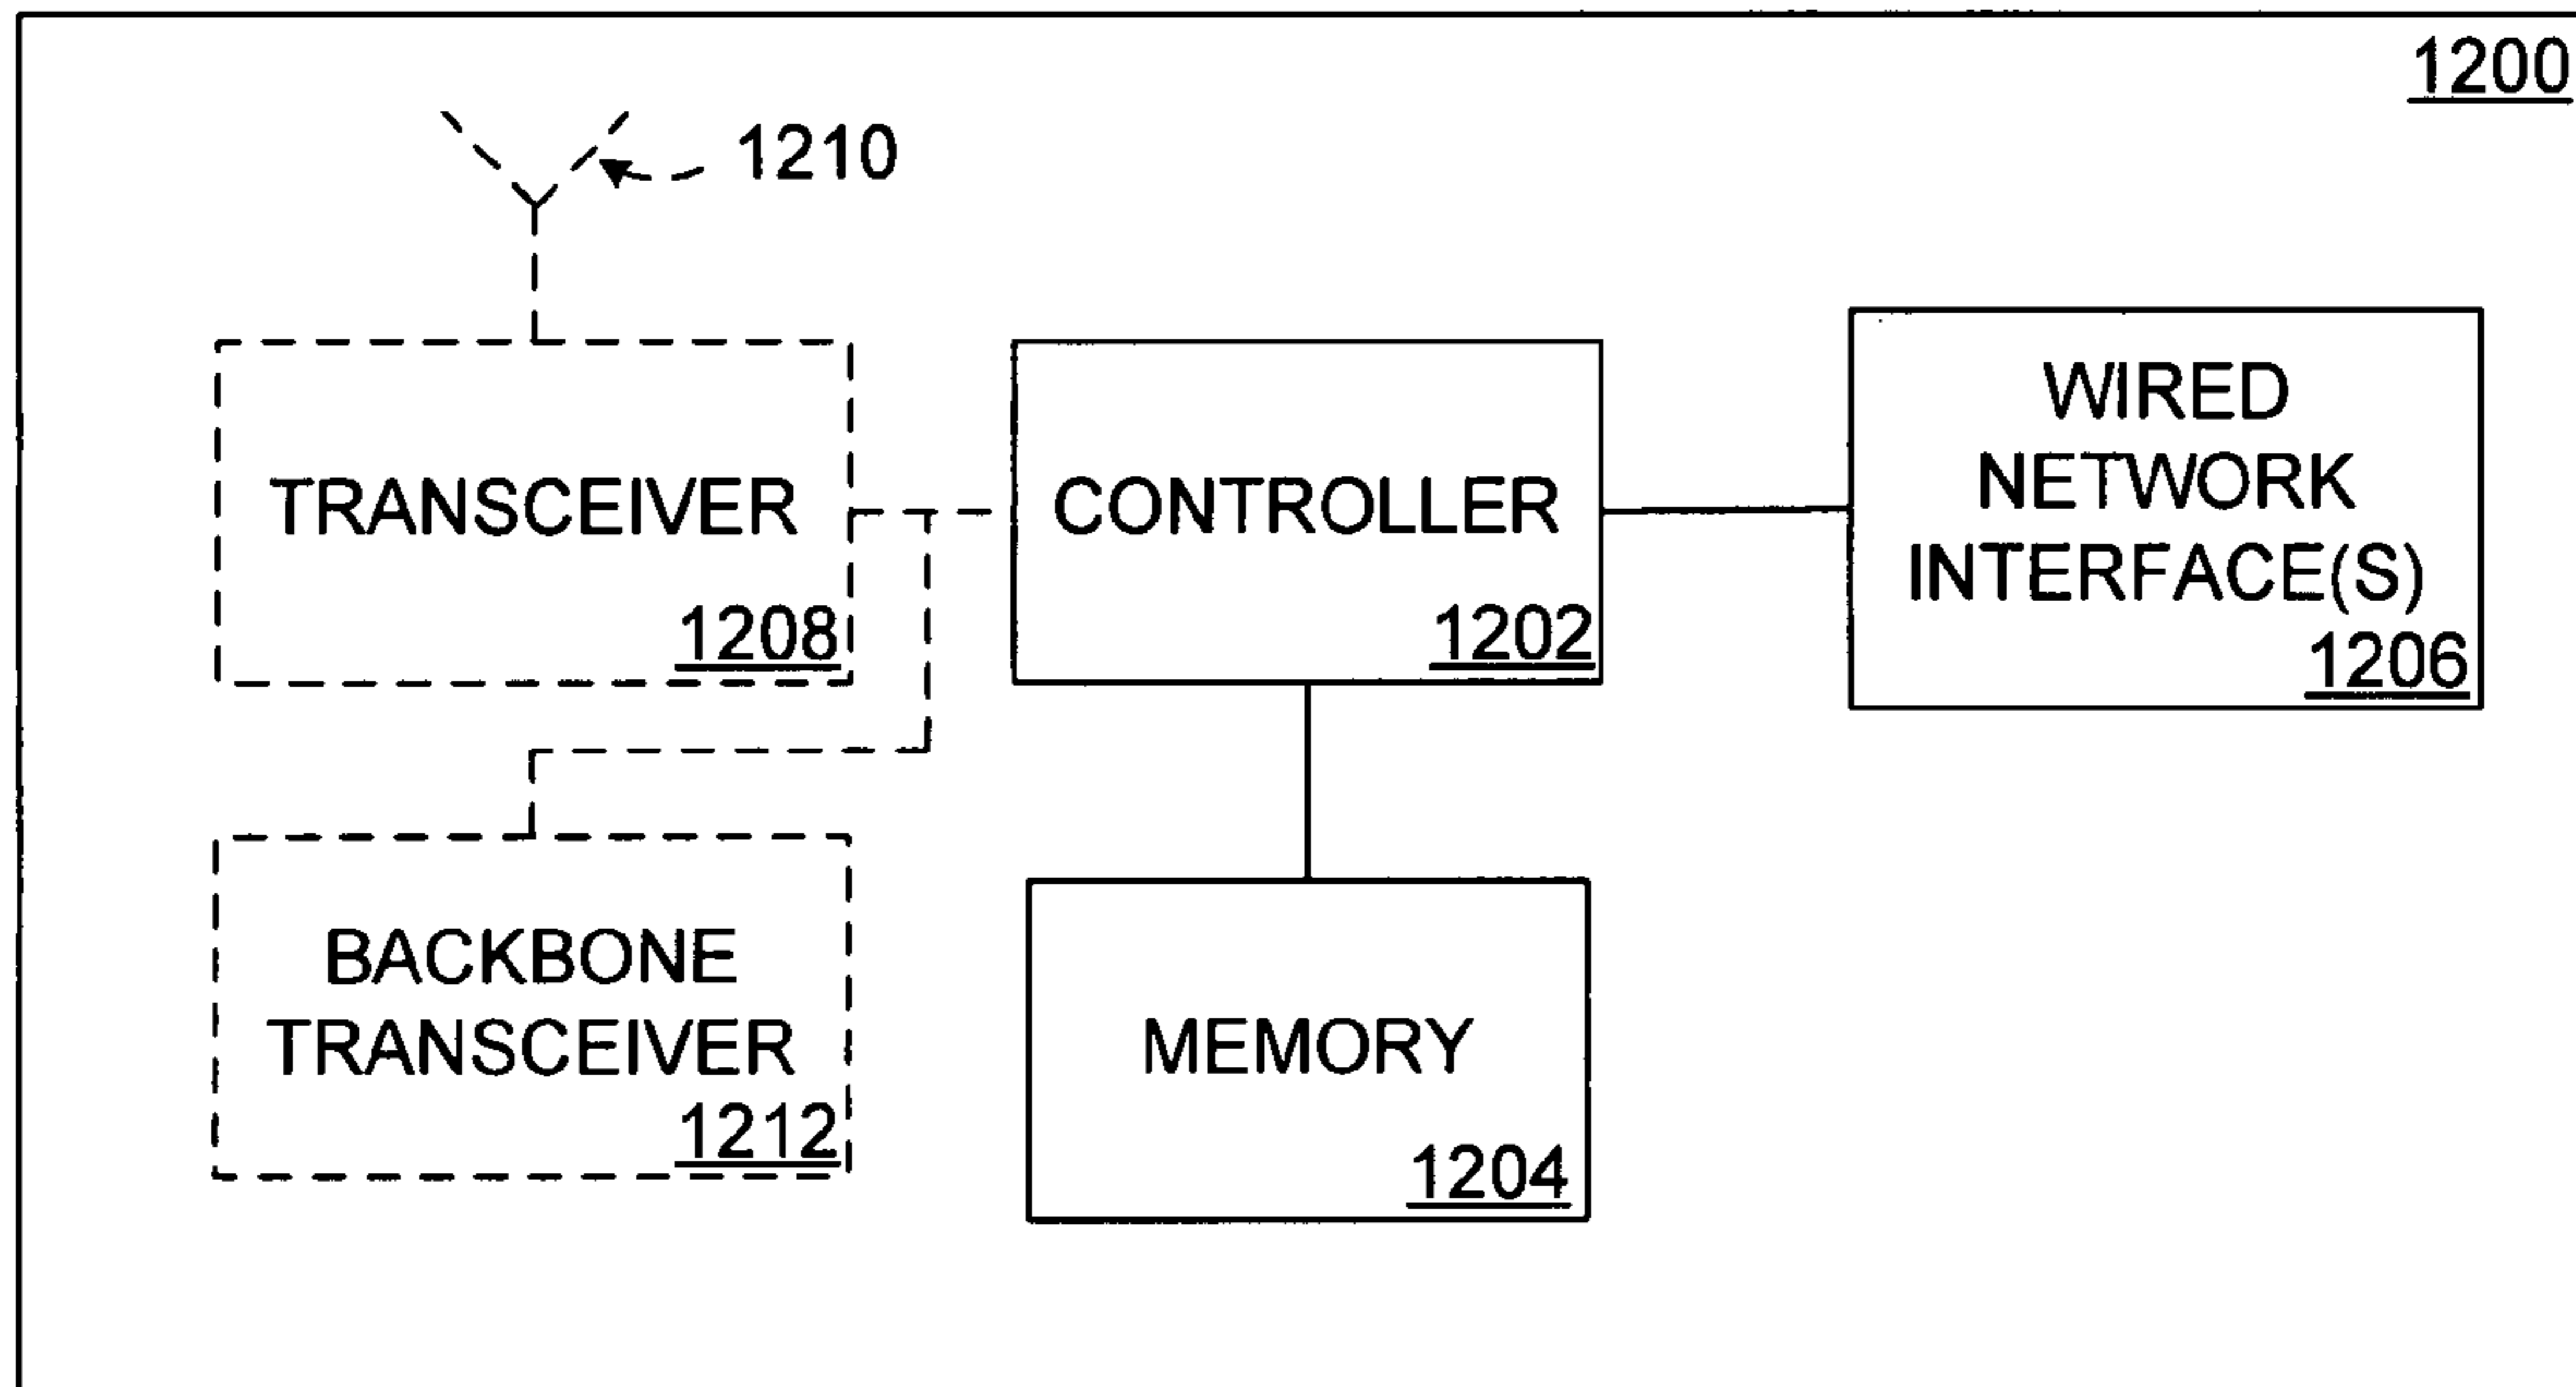 1200
1210
TRANSCEIVER
1208
CONTROLLER
1202
WIRED
NETWORK
INTERFACE(S)
1206
BACKBONE
TRANSCEIVER
1212
MEMORY
1204